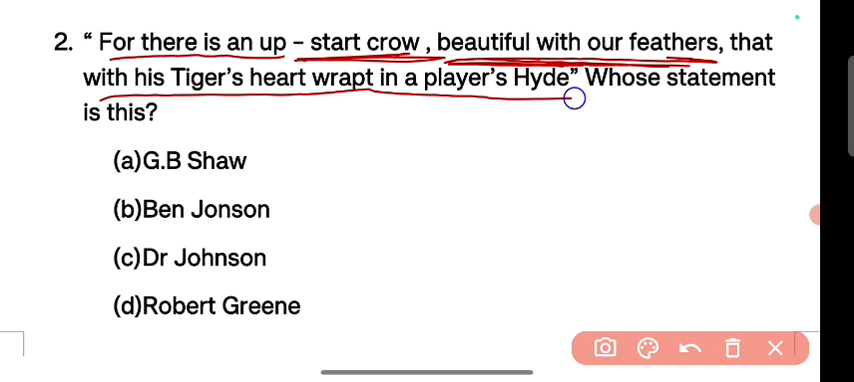 2. “ For there is an up – start crow , beautiful with our feathers, that
with his Tiger’s heart wrapt in a player’s Hyde” Whose statement
is this?
(a)G.B Shaw
(b)Ben Jonson
(c)Dr Johnson
(d)Robert Greene